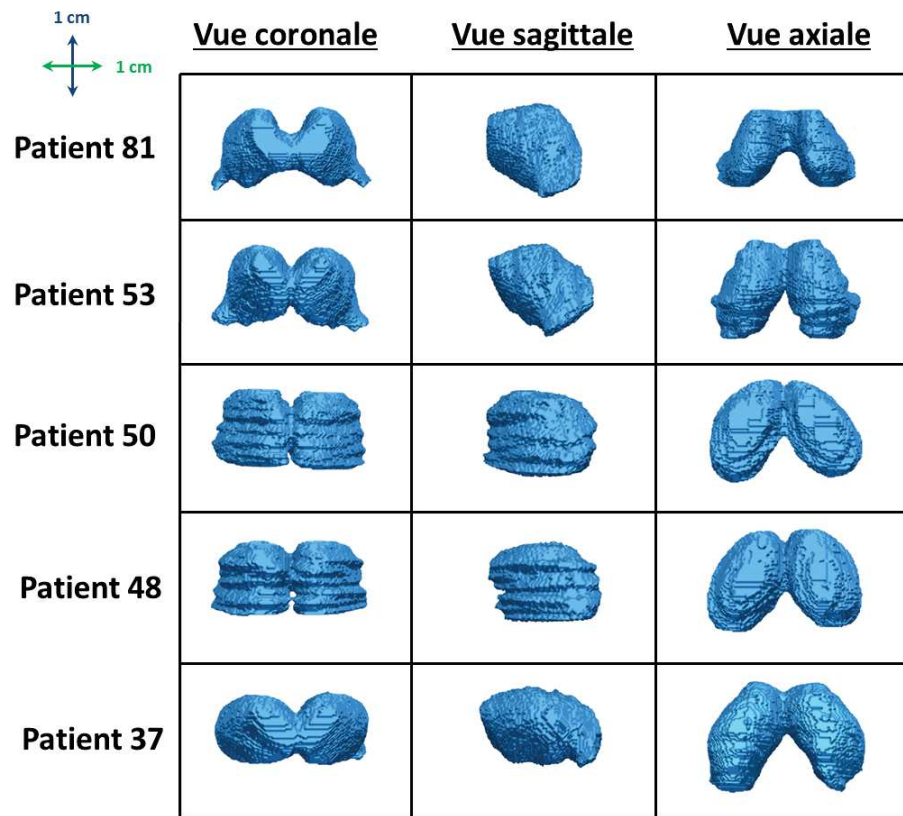 1 cm
1 cm
Vue coronale Vue sagittale Vue axiale
Patient 81
Patient 53
Patient 50
Patient 48
Patient 37